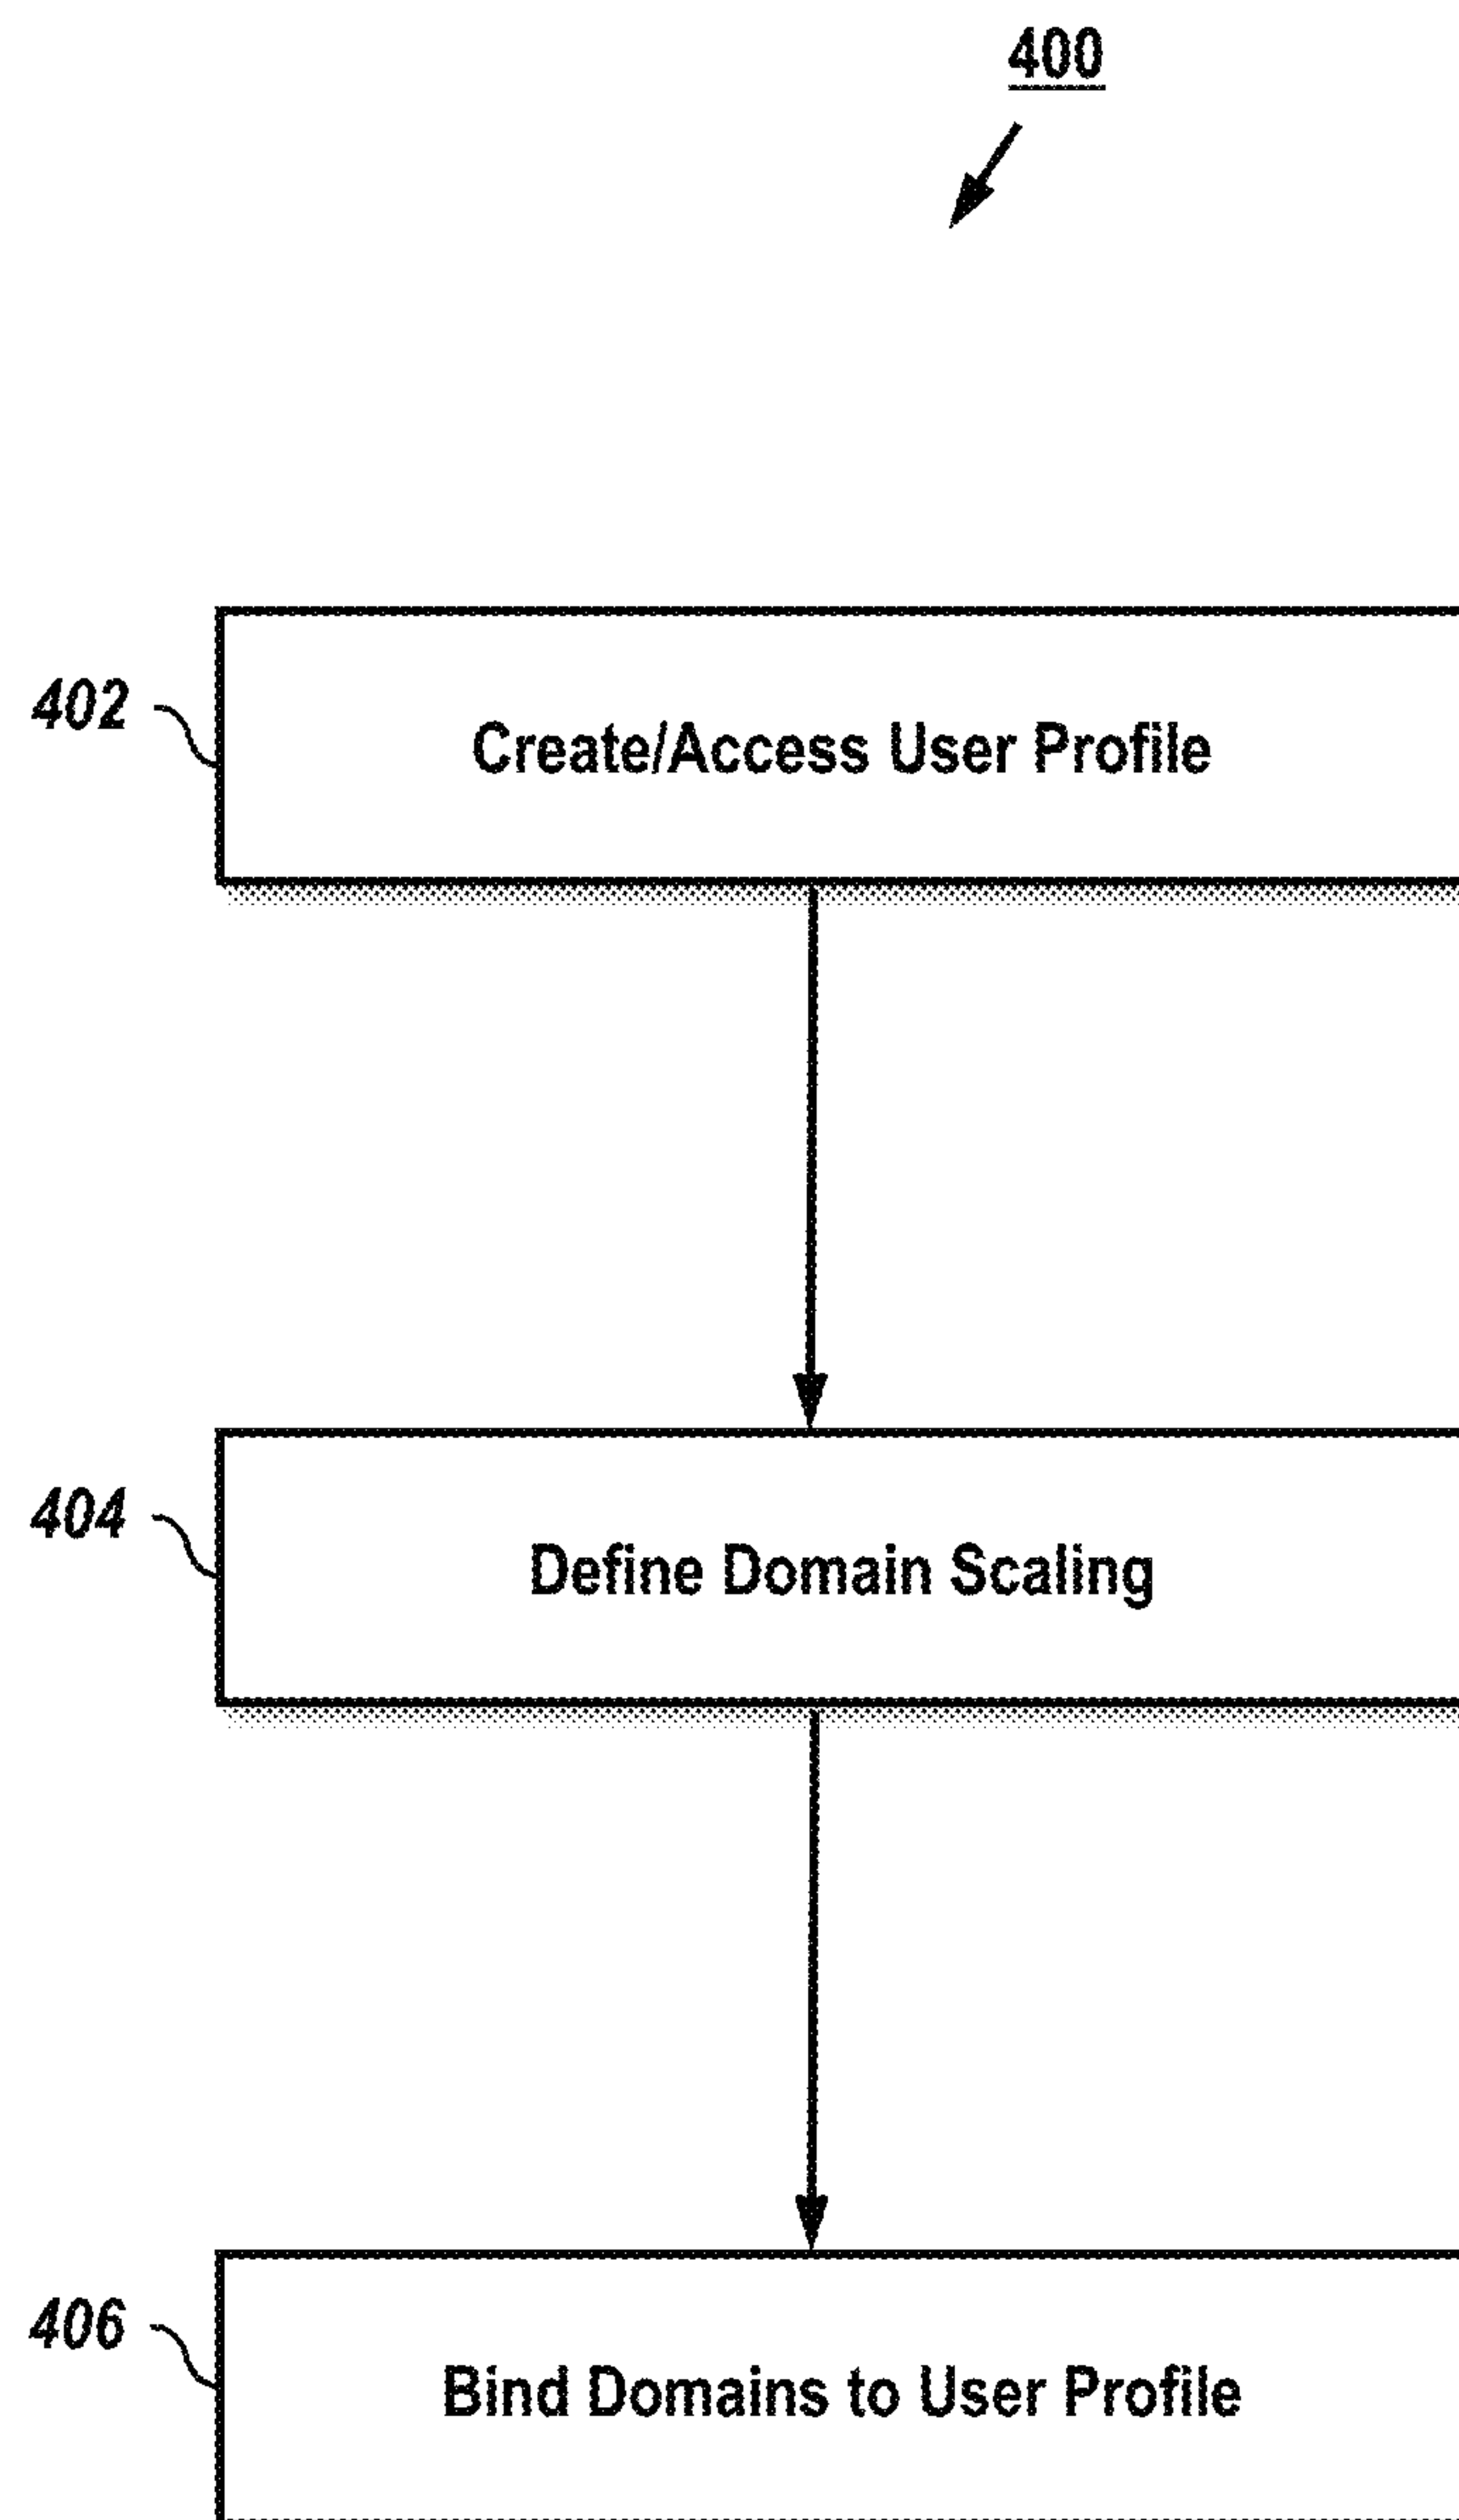 400
402
Create/Access User Profile
404
Define Domain Scaling
406
Bind Domains to User Profile